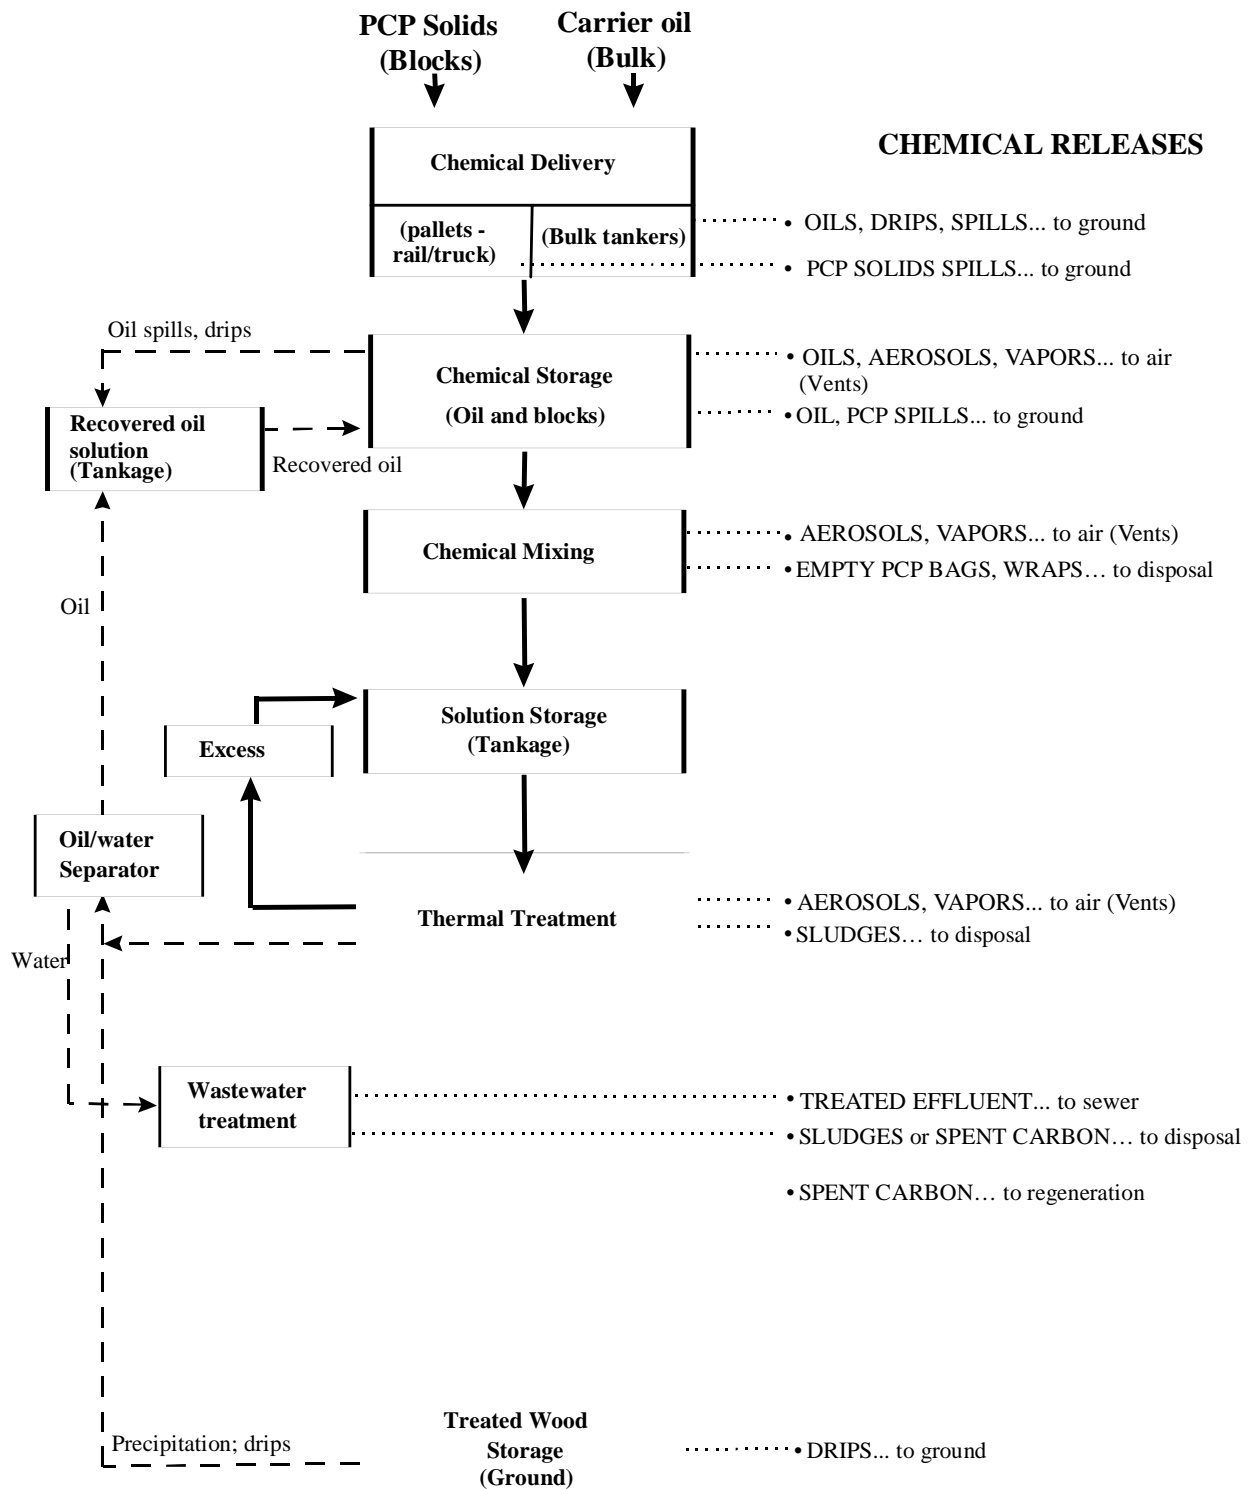 PCP Solids
(Blocks)
Carrier oil
(Bulk)
CHEMICAL RELEASES
Chemical Delivery
(pallets -
rail/truck)
(Bulk tankers)
• OILS, DRIPS, SPILLS... to ground
• PCP SOLIDS SPILLS... to ground
Oil spills, drips
Chemical Storage
(Oil and blocks)
• OILS, AEROSOLS, VAPORS... to air
(Vents)
• OIL, PCP SPILLS... to ground
Recovered oil
solution
(Tankage)
Recovered oil
Chemical Mixing
• AEROSOLS, VAPORS... to air (Vents)
• EMPTY PCP BAGS, WRAPS… to disposal
Oil
Solution Storage
(Tankage)
Excess
Oil/water
Separator
Thermal Treatment
• AEROSOLS, VAPORS... to air (Vents)
• SLUDGES… to disposal
Water
Wastewater
treatment
• TREATED EFFLUENT... to sewer
• SLUDGES or SPENT CARBON… to disposal
• SPENT CARBON… to regeneration
Precipitation; drips
Treated Wood
Storage
(Ground)
• DRIPS... to ground